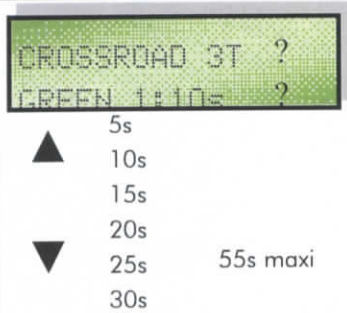 CROSSROAD 3T ?
GREEN 1:10s ?
5s
10s
15s
20s
25s 55s maxi
30s